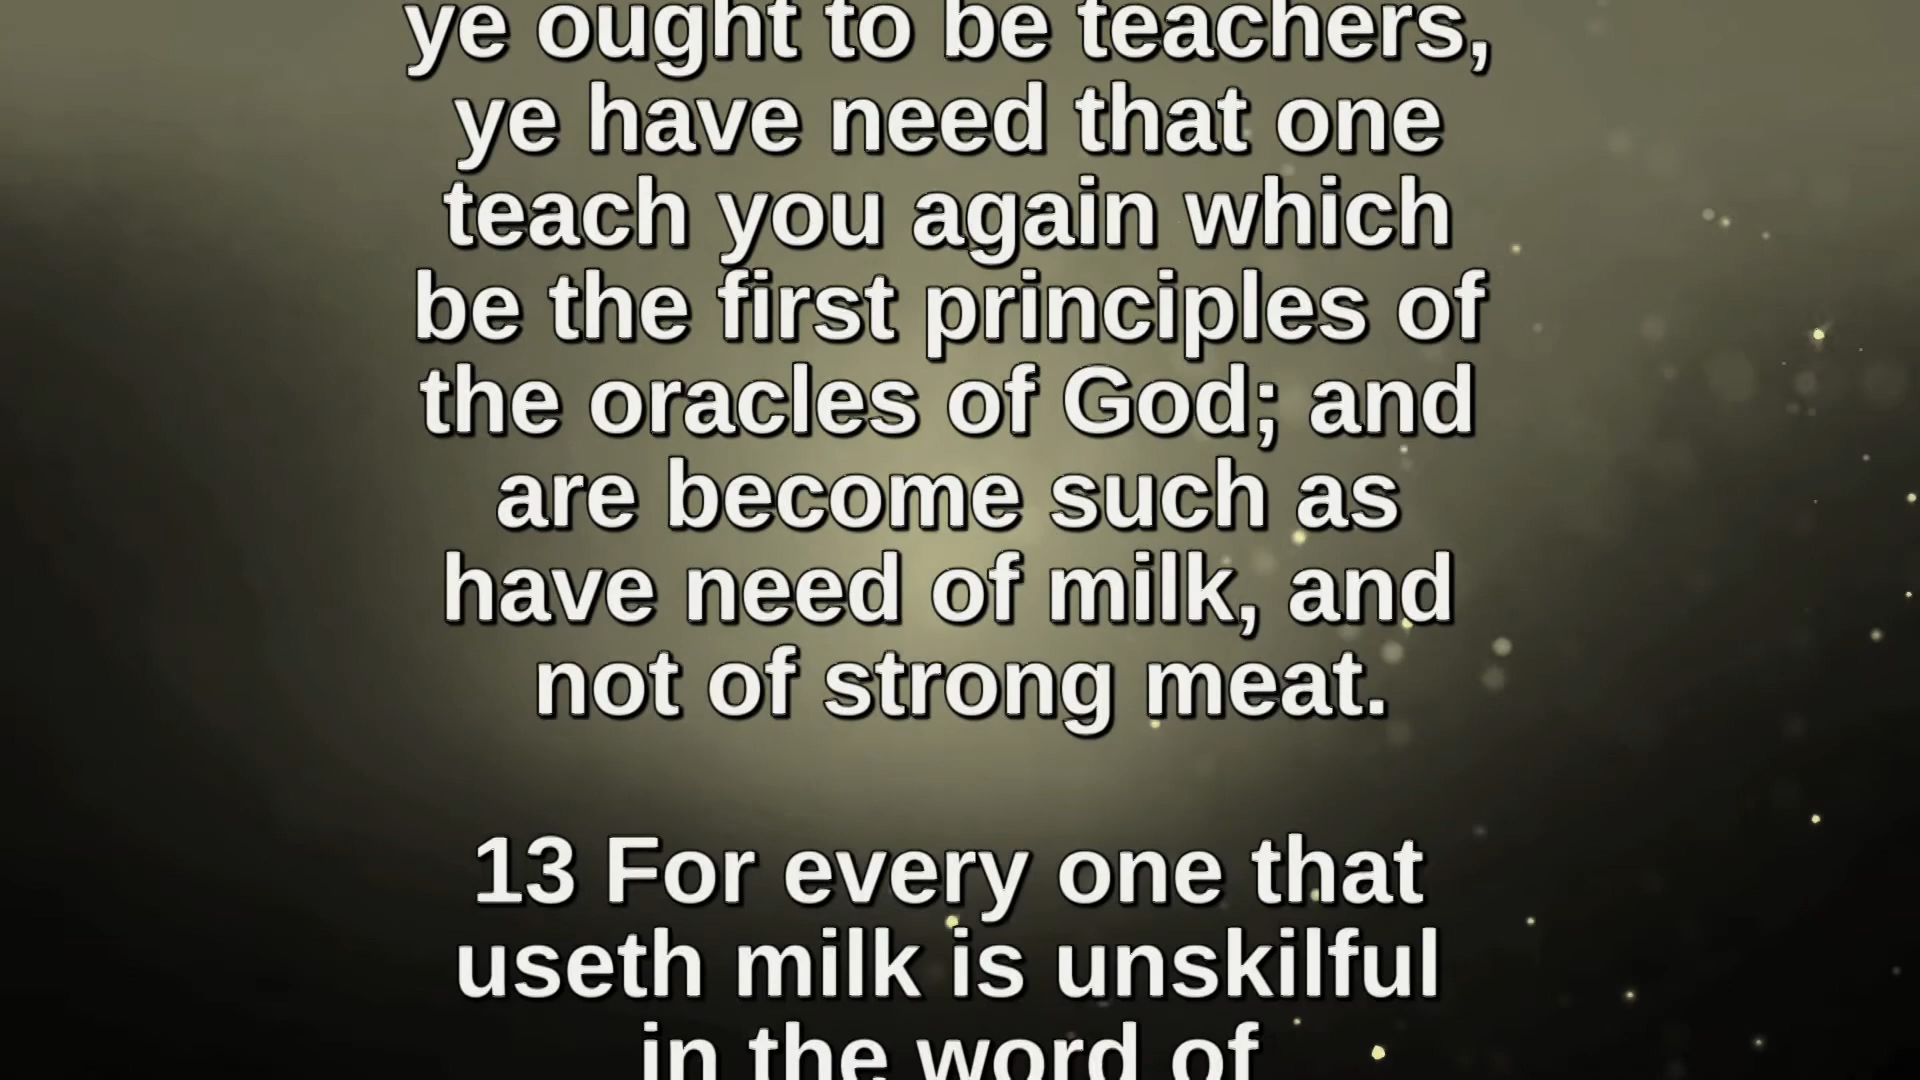 ye ought to be teachers,
ye have need that one
teach you again which
be the first principles of
the oracles of God; and
are become such as
have need of milk, and
not of strong meat.
13 For every one that
useth milk is unskilful
in the word of